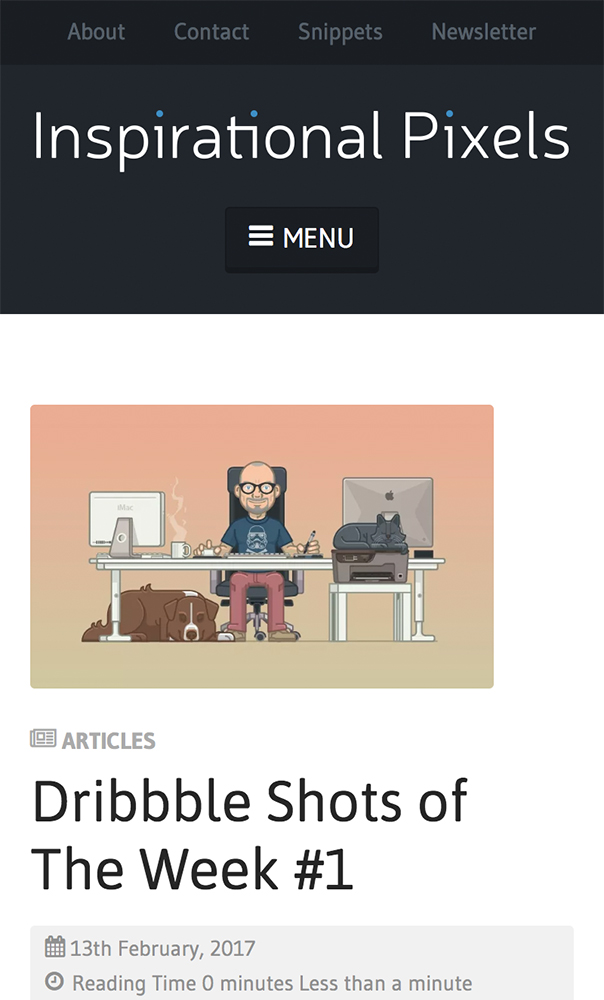 About Contact Snippets Newsletter
Inspirational Pixels
MENU
iMac
ARTICLES
Dribbble Shots of
The Week #1
13th February, 2017
Reading Time 0 minutes Less than a minute